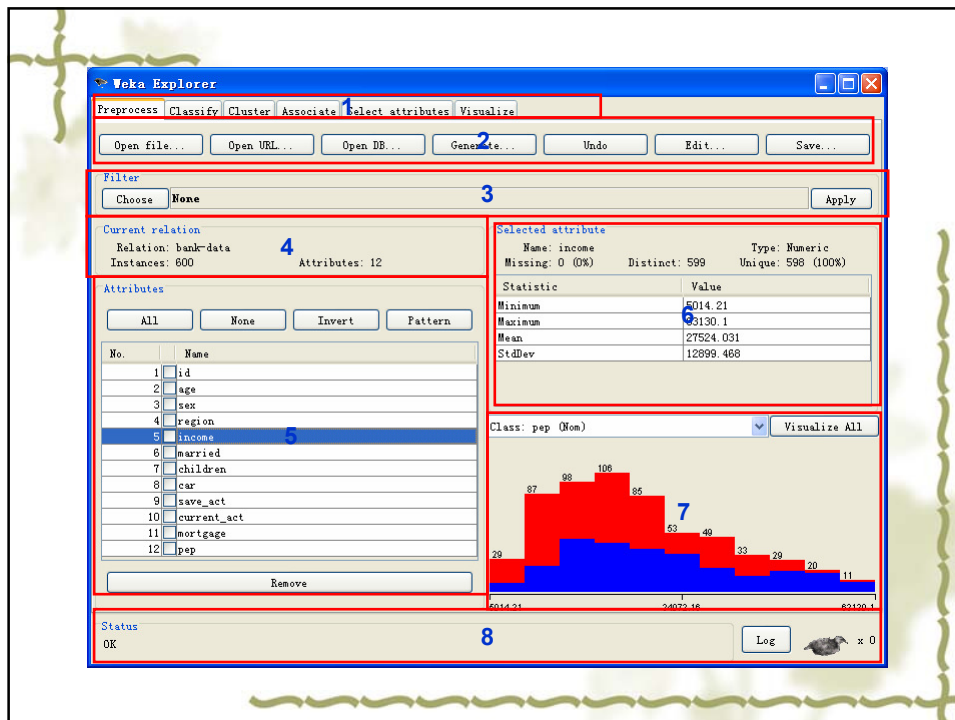 Weka Explorer
Preprocess Classify Cluster Associate Select attributes Visualize
1
Open file... Open URL... Open DB... Generate... Undo Edit... Save...
2
Filter
Choose None Apply
3
Current relation
Relation: bank-data
Instances: 600 Attributes: 12
4
Attributes
All None Invert Pattern
No. Name
1 id
2 age
3 sex
4 region
5 income
6 married
7 children
8 car
9 save_act
10 current_act
11 mortgage
12 pep
5
Remove
Selected attribute
Name: income Type: Numeric
Missing: 0 (0%) Distinct: 599 Unique: 598 (100%)
Statistic Value
Minimum 5014.21
Maximum 63130.1
Mean 27524.031
StdDev 12899.468
6
Class: pep (Nom) Visualize All
29 87 98 106 85 53 49 33 29 20 11
7
5014.21
Status
OK
8
Log x 0